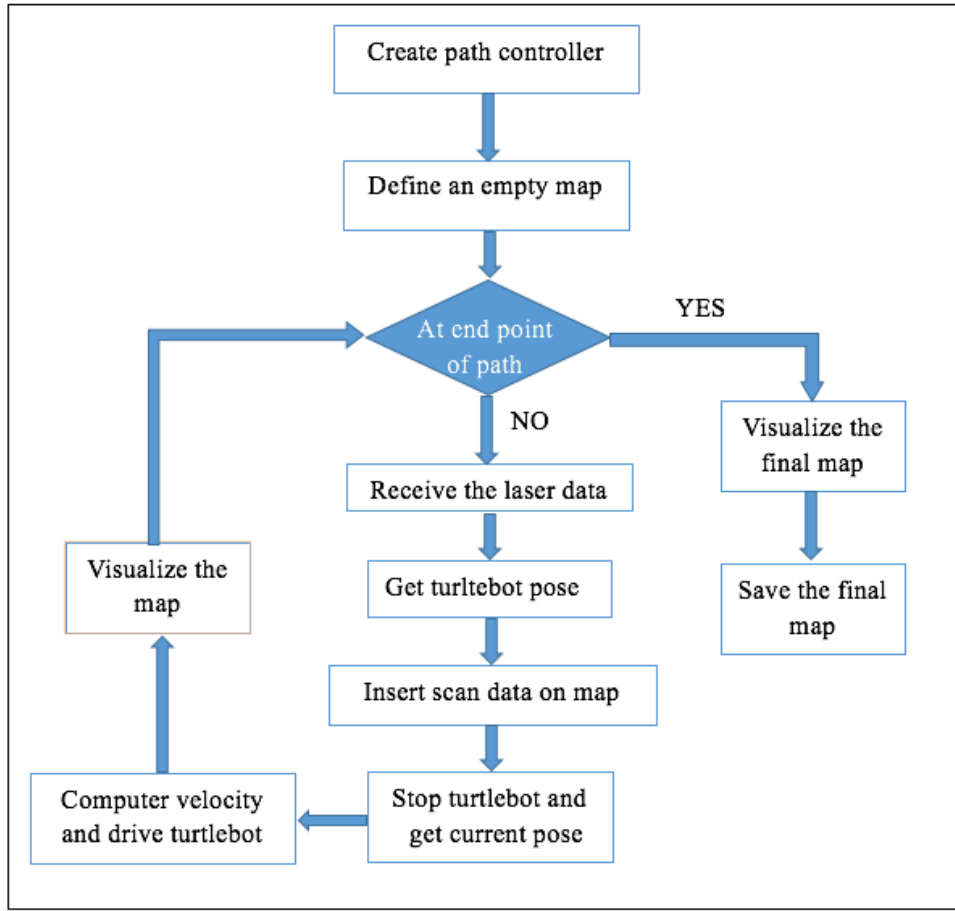 Create path controller
Define an empty map
At end point
of path
YES
NO
Visualize the
final map
Receive the laser data
Visualize the
map
Get turltebot pose
Save the final
map
Insert scan data on map
Computer velocity
and drive turtlebot
Stop turtlebot and
get current pose